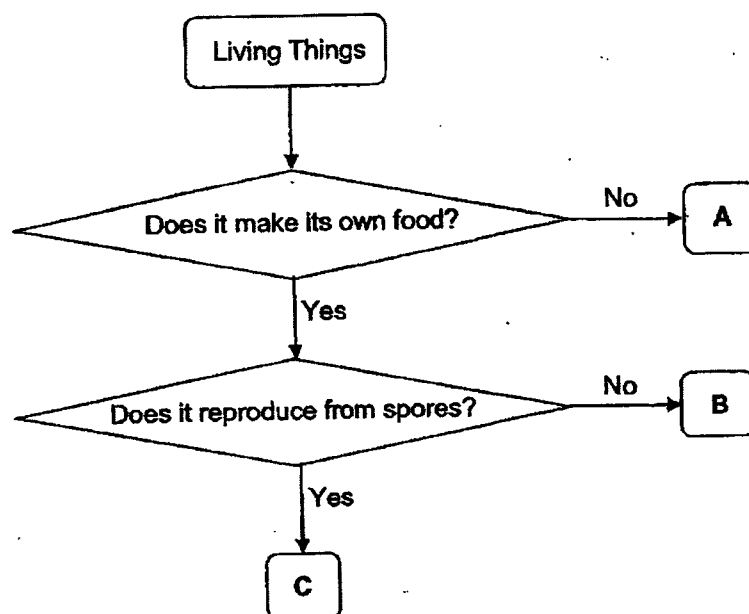 Living Things
Does it make its own food?
No
A
Yes
Does it reproduce from spores?
No
B
Yes
C